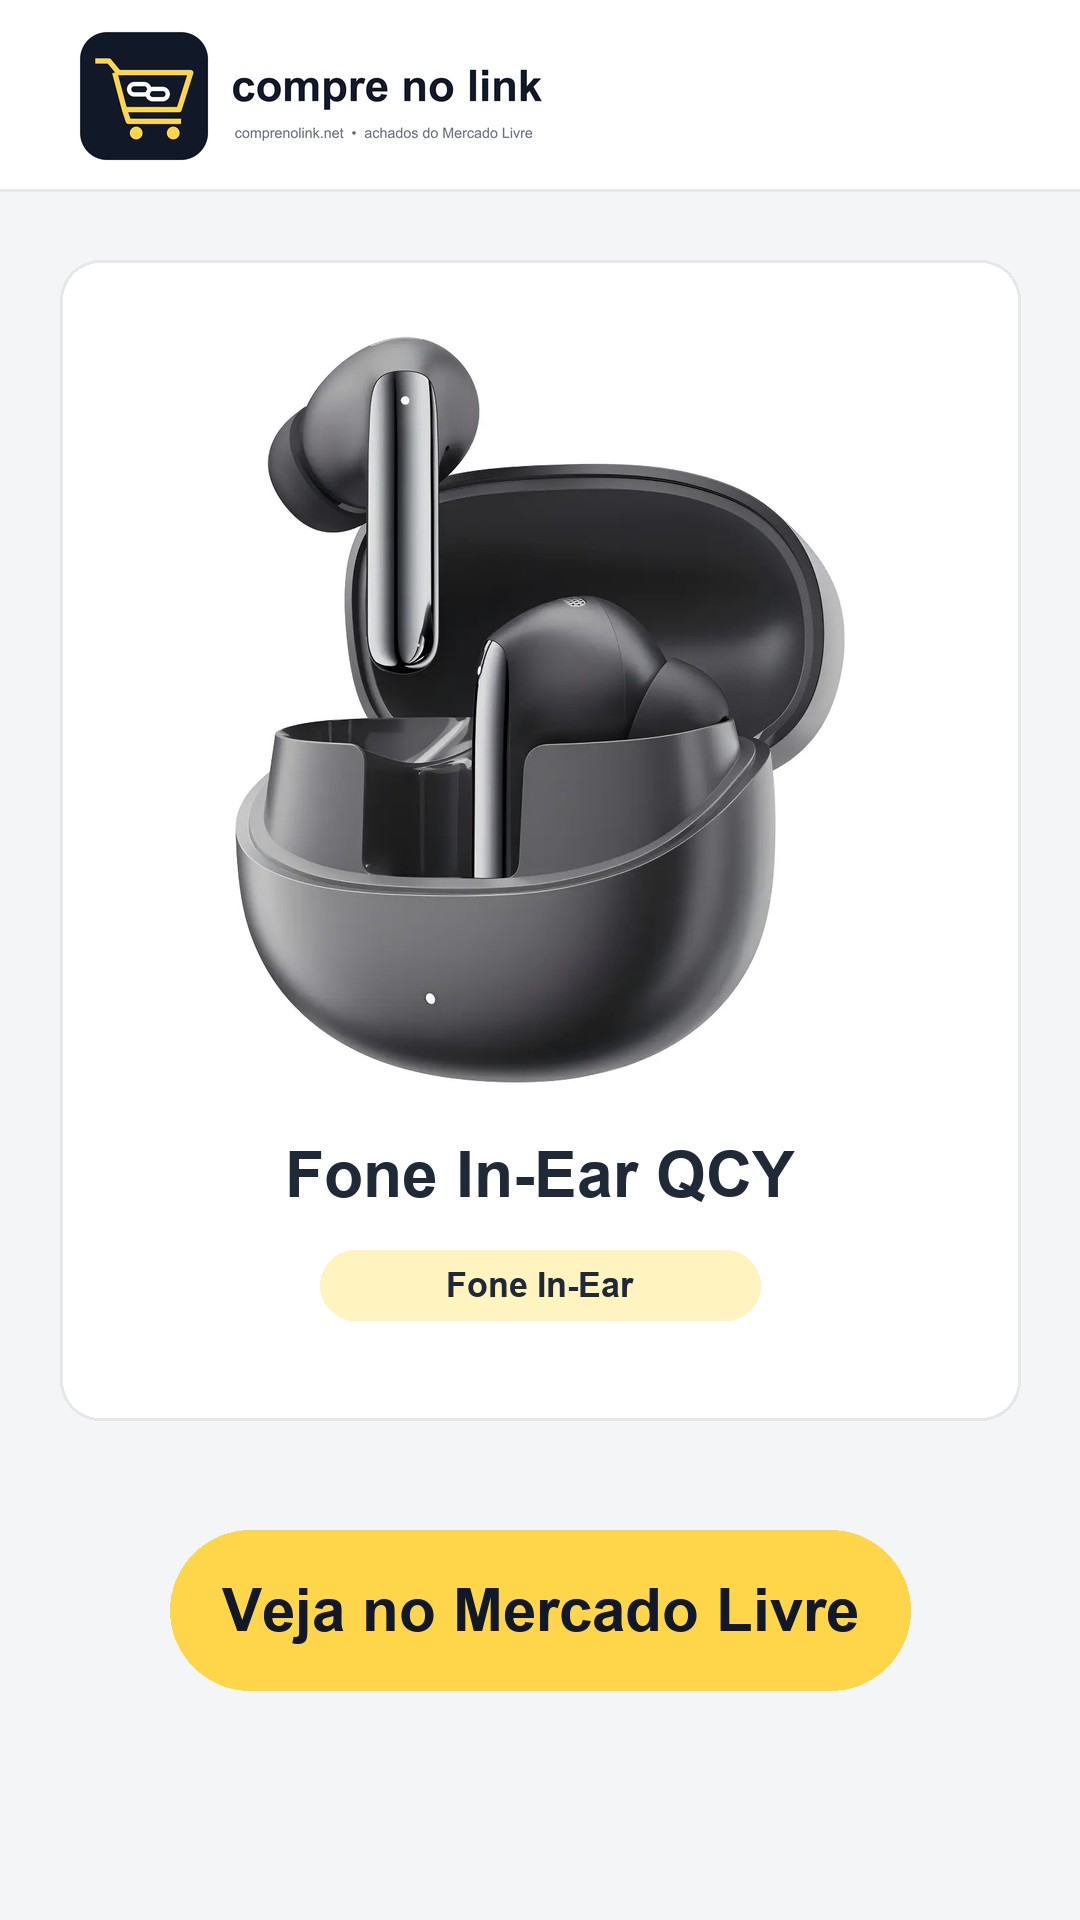 compre no link
comprenolink.net • achados do Mercado Livre
Fone In-Ear QCY
Fone In-Ear
Veja no Mercado Livre